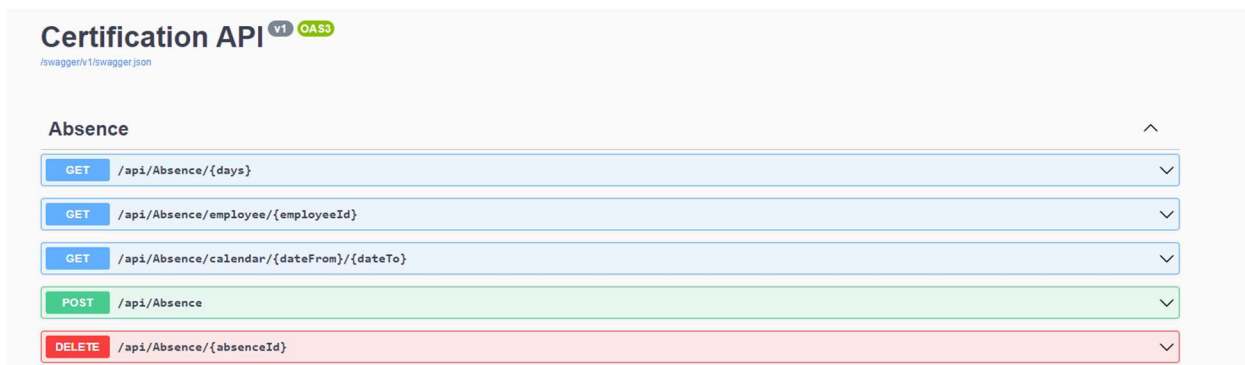 Certification API v1 OAS3
/swagger/v1/swagger.json
Absence
GET /api/Absence/{days}
GET /api/Absence/employee/{employeeId}
GET /api/Absence/calendar/{dateFrom}/{dateTo}
POST /api/Absence
DELETE /api/Absence/{absenceId}